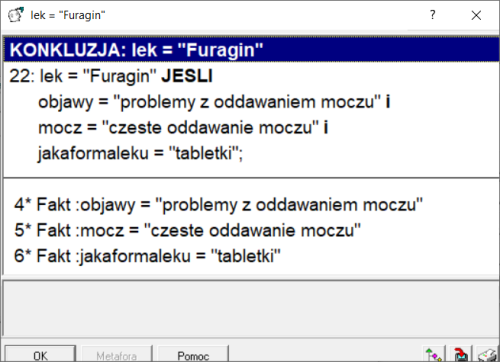 lek = "Furagin"
?
KONKLUZJA: lek = "Furagin"
22: lek = "Furagin" JESLI
objawy = "problemy z oddawaniem moczu" i
mocz = "czeste oddawanie moczu" i
jakaformaleku = "tabletki";
4* Fakt :objawy = "problemy z oddawaniem moczu"
5* Fakt :mocz = "czeste oddawanie moczu"
6* Fakt :jakaformaleku = "tabletki"
OK Metafora Pomoc